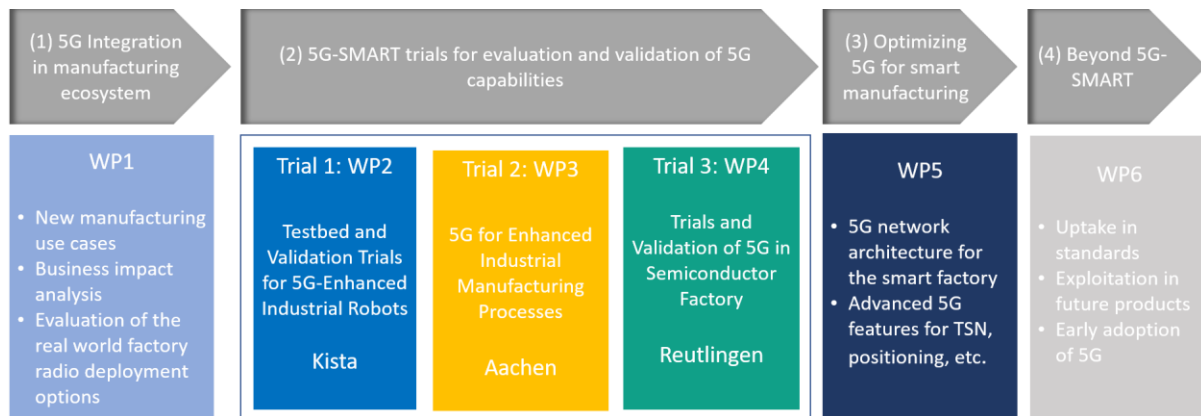 (1) 5G Integration
in manufacturing
ecosystem
(2) 5G-SMART trials for evaluation and validation of 5G
capabilities
(3) Optimizing
5G for smart
manufacturing
(4) Beyond 5G-
SMART
WP1
• New manufacturing
use cases
• Business impact
analysis
• Evaluation of the
real world factory
radio deployment
options
Trial 1: WP2
Testbed and
Validation Trials
for 5G-Enhanced
Industrial Robots
Kista
Trial 2: WP3
5G for Enhanced
Industrial
Manufacturing
Processes
Aachen
Trial 3: WP4
Trials and
Validation of 5G in
Semiconductor
Factory
Reutlingen
WP5
• 5G network
architecture for
the smart factory
• Advanced 5G
features for TSN,
positioning, etc.
WP6
• Uptake in
standards
• Exploitation in
future products
• Early adoption
of 5G